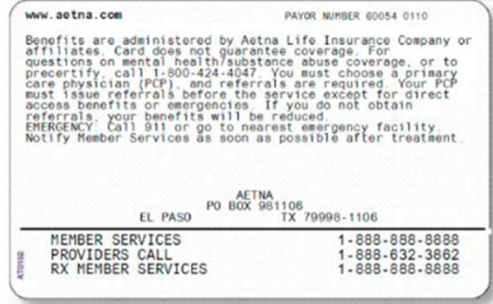 www.aetna.com PAYOR NUMBER 60054 0110
Benefits are administered by Aetna Life Insurance Company or
affiliates. Card does not guarantee coverage. For
questions on mental health/substance abuse coverage, or to
precertify, call 1-800-424-4047. You must choose a primary
care physician (PCP), and referrals are required. Your PCP
must issue referrals before the service except for direct
access benefits or emergencies. If you do not obtain
referrals, your benefits will be reduced.
EMERGENCY: Call 911 or go to nearest emergency facility.
Notify Member Services as soon as possible after treatment.
AETNA
PO BOX 981106
EL PASO TX 79998-1106
MEMBER SERVICES 1-888-888-8888
PROVIDERS CALL 1-888-632-3862
RX MEMBER SERVICES 1-888-888-8888